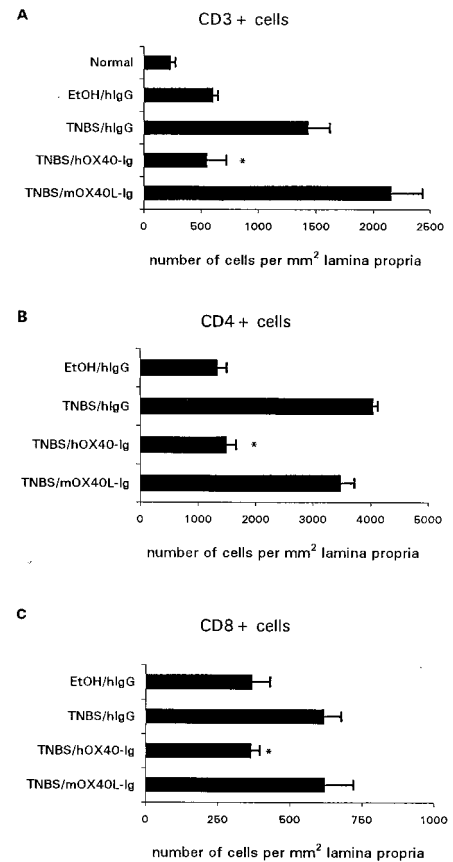 A
CD3 + cells
Normal
EtOH/hIgG
TNBS/hIgG
TNBS/hOX40-Ig *
TNBS/mOX40L-Ig
0 500 1000 1500 2000 2500
number of cells per mm² lamina propria
B
CD4 + cells
EtOH/hIgG
TNBS/hIgG
TNBS/hOX40-Ig *
TNBS/mOX40L-Ig
0 1000 2000 3000 4000 5000
number of cells per mm² lamina propria
C
CD8 + cells
EtOH/hIgG
TNBS/hIgG
TNBS/hOX40-Ig *
TNBS/mOX40L-Ig
0 250 500 750 1000
number of cells per mm² lamina propria